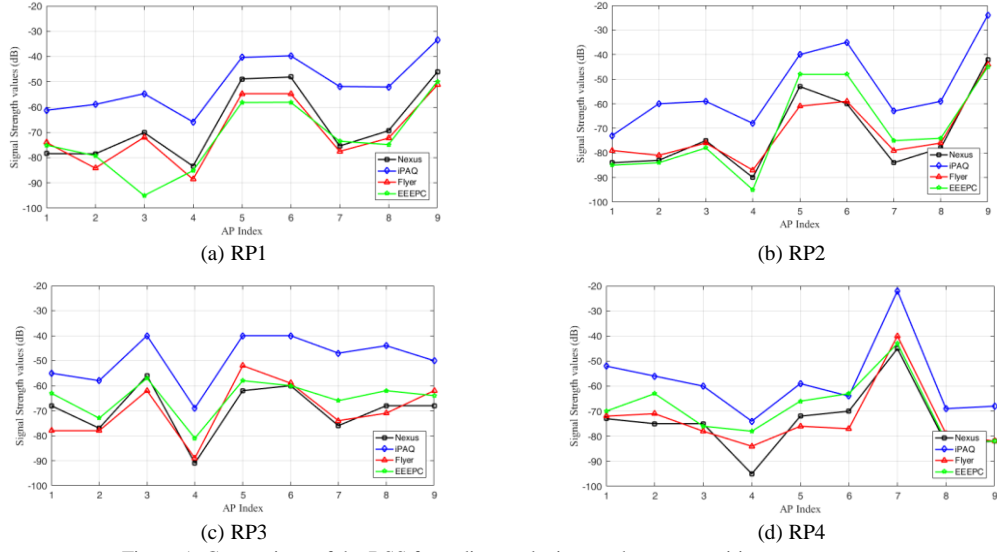 -20
-30
-40
-50
-60
-70
-80
-90
-100
Signal Strength values (dB)
1 2 3 4 5 6 7 8 9
AP Index
Nexus
iPAQ
Flyer
EEEPC
(a) RP1
-20
-30
-40
-50
-60
-70
-80
-90
-100
Signal Strength values (dB)
1 2 3 4 5 6 7 8 9
AP Index
Nexus
iPAQ
Flyer
EEEPC
(b) RP2
-20
-30
-40
-50
-60
-70
-80
-90
-100
Signal Strength values (dB)
1 2 3 4 5 6 7 8 9
AP Index
Nexus
iPAQ
Flyer
EEEPC
(c) RP3
-20
-30
-40
-50
-60
-70
-80
-90
-100
Signal Strength values (dB)
1 2 3 4 5 6 7 8 9
AP Index
Nexus
iPAQ
Flyer
EEEPC
(d) RP4
Comparison of the RSS from